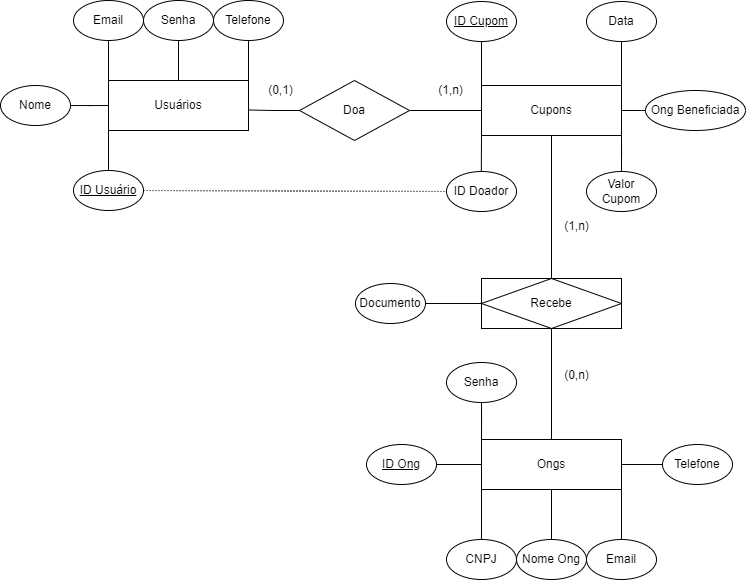 Email
Senha
Telefone
ID Cupom
Data
Nome
Usuários
(0,1)
Doa
(1,n)
Cupons
Ong Beneficiada
ID Usuário
ID Doador
Valor
Cupom
(1,n)
Documento
Recebe
(0,n)
Senha
ID Ong
Ongs
Telefone
CNPJ
Nome Ong
Email